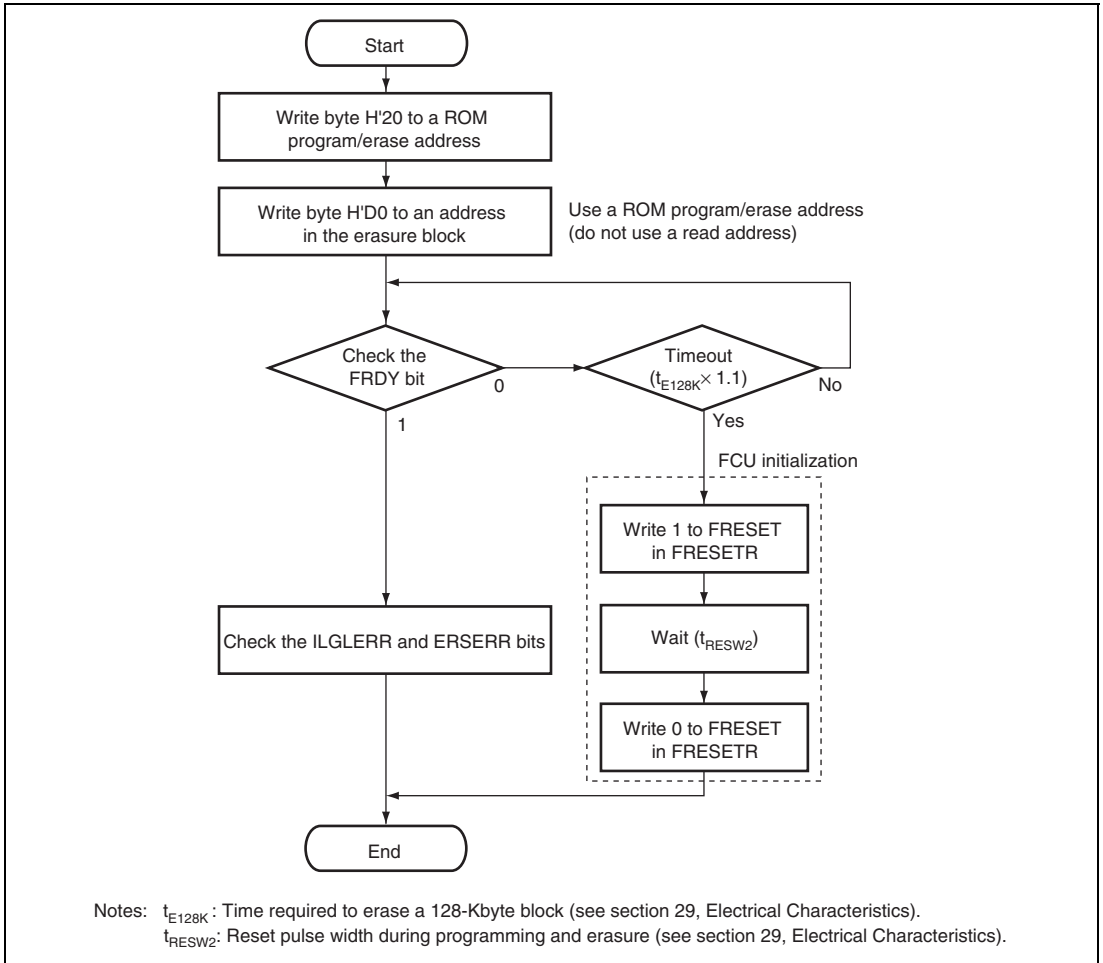 Start
Write byte H'20 to a ROM
program/erase address
Write byte H'D0 to an address
in the erasure block
Use a ROM program/erase address
(do not use a read address)
Check the
FRDY bit
0
1
Timeout
(tE128K× 1.1)
No
Yes
FCU initialization
Write 1 to FRESET
in FRESETR
Wait (tRESW2)
Write 0 to FRESET
in FRESETR
Check the ILGLERR and ERSERR bits
End
Notes: tE128K : Time required to erase a 128-Kbyte block (see section 29, Electrical Characteristics).
tRESW2: Reset pulse width during programming and erasure (see section 29, Electrical Characteristics).